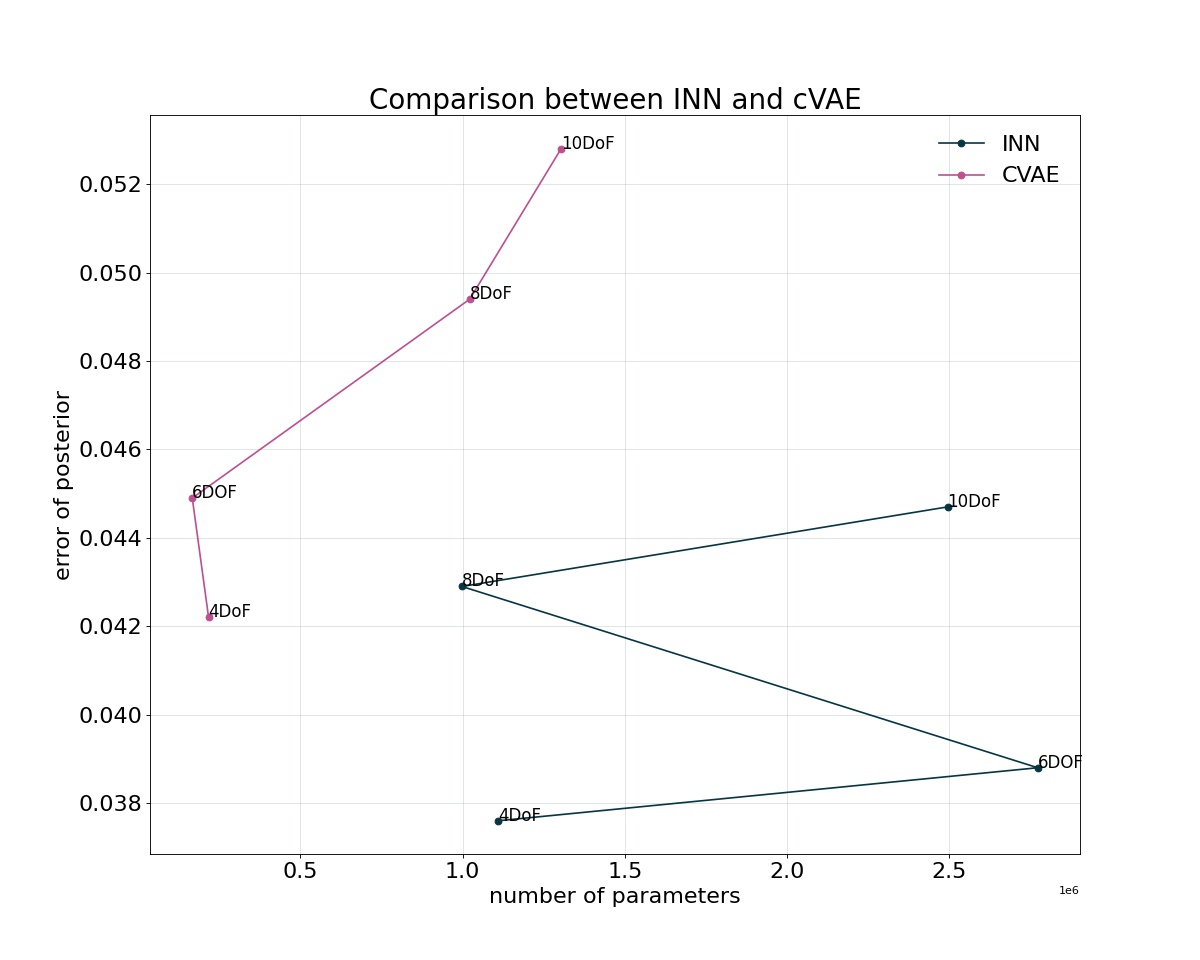 Comparison between INN and cVAE
INN
CVAE
10DoF
8DoF
6DOF
4DoF
10DoF
8DoF
6DOF
4DoF
0.052
0.050
0.048
0.046
0.044
0.042
0.040
0.038
error of posterior
0.5 1.0 1.5 2.0 2.5
number of parameters
1e6